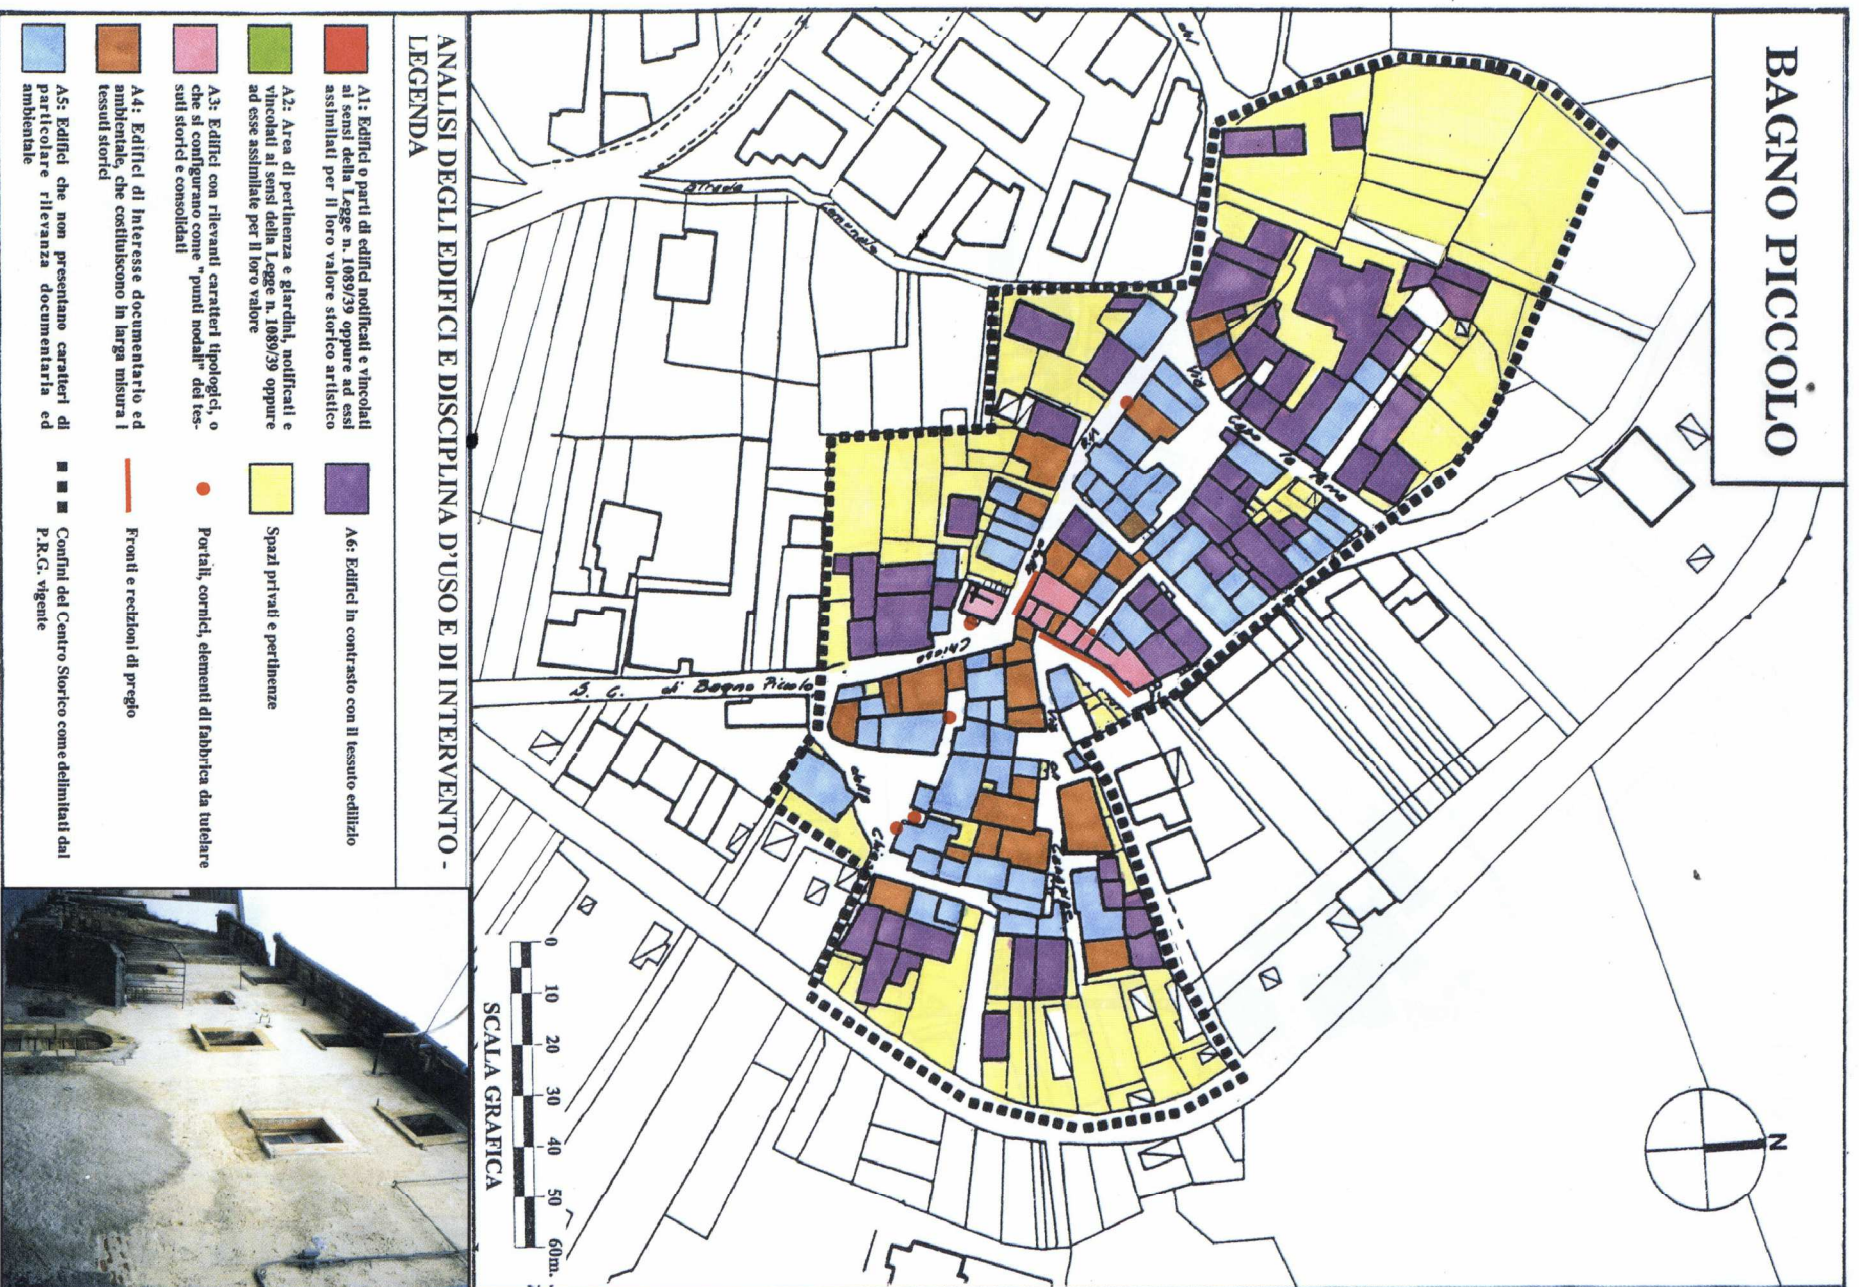 BAGNO PICCOLO
N
Via
Capo
la
Via
Strada
Comunale
Chiesa
S. C. di Bagno Piccolo
Via
della
SCALA GRAFICA
0 10 20 30 40 50 60m.
ANALISI DEGLI EDIFICI E DISCIPLINA D'USO E DI INTERVENTO -
LEGENDA
A1: Edifici o parti di edifici notificati e vincolati
ai sensi della Legge n. 1089/39 oppure ad essi
assimilati per il loro valore storico artistico
A2: Area di pertinenza e giardini, notificati e
vincolati ai sensi della Legge n. 1089/39 oppure
ad esse assimilate per il loro valore
A3: Edifici con rilevanti caratteri tipologici, o
che si configurano come "punti nodali" dei tes-
suti storici e consolidati
A4: Edifici di interesse documentario ed
ambientale, che costituiscono in larga misura i
tessuti storici
A5: Edifici che non presentano caratteri di
particolare rilevanza documentaria ed
ambientale
A6: Edifici in contrasto con il tessuto edilizio
Spazi privati e pertinenze
Portali, cornici, elementi di fabbrica da tutelare
Fronti e recizioni di pregio
Confini del Centro Storico come delimitati dal
P.R.G. vigente